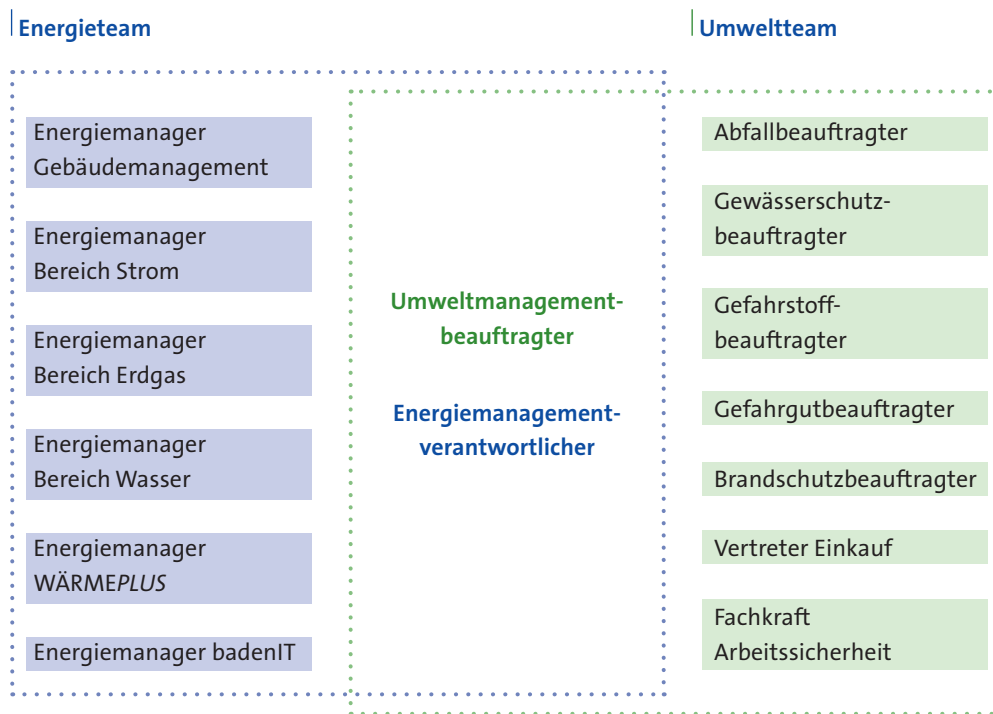 Energieteam
Energiemanager
Gebäudemanagement
Energiemanager
Bereich Strom
Energiemanager
Bereich Erdgas
Energiemanager
Bereich Wasser
Energiemanager
WÄRMEPLUS
Energiemanager badenIT
Umweltmanagement-
beauftragter
Energiemanagement-
verantwortlicher
Umweltteam
Abfallbeauftragter
Gewässerschutz-
beauftragter
Gefahrstoff-
beauftragter
Gefahrgutbeauftragter
Brandschutzbeauftragter
Vertreter Einkauf
Fachkraft
Arbeitssicherheit